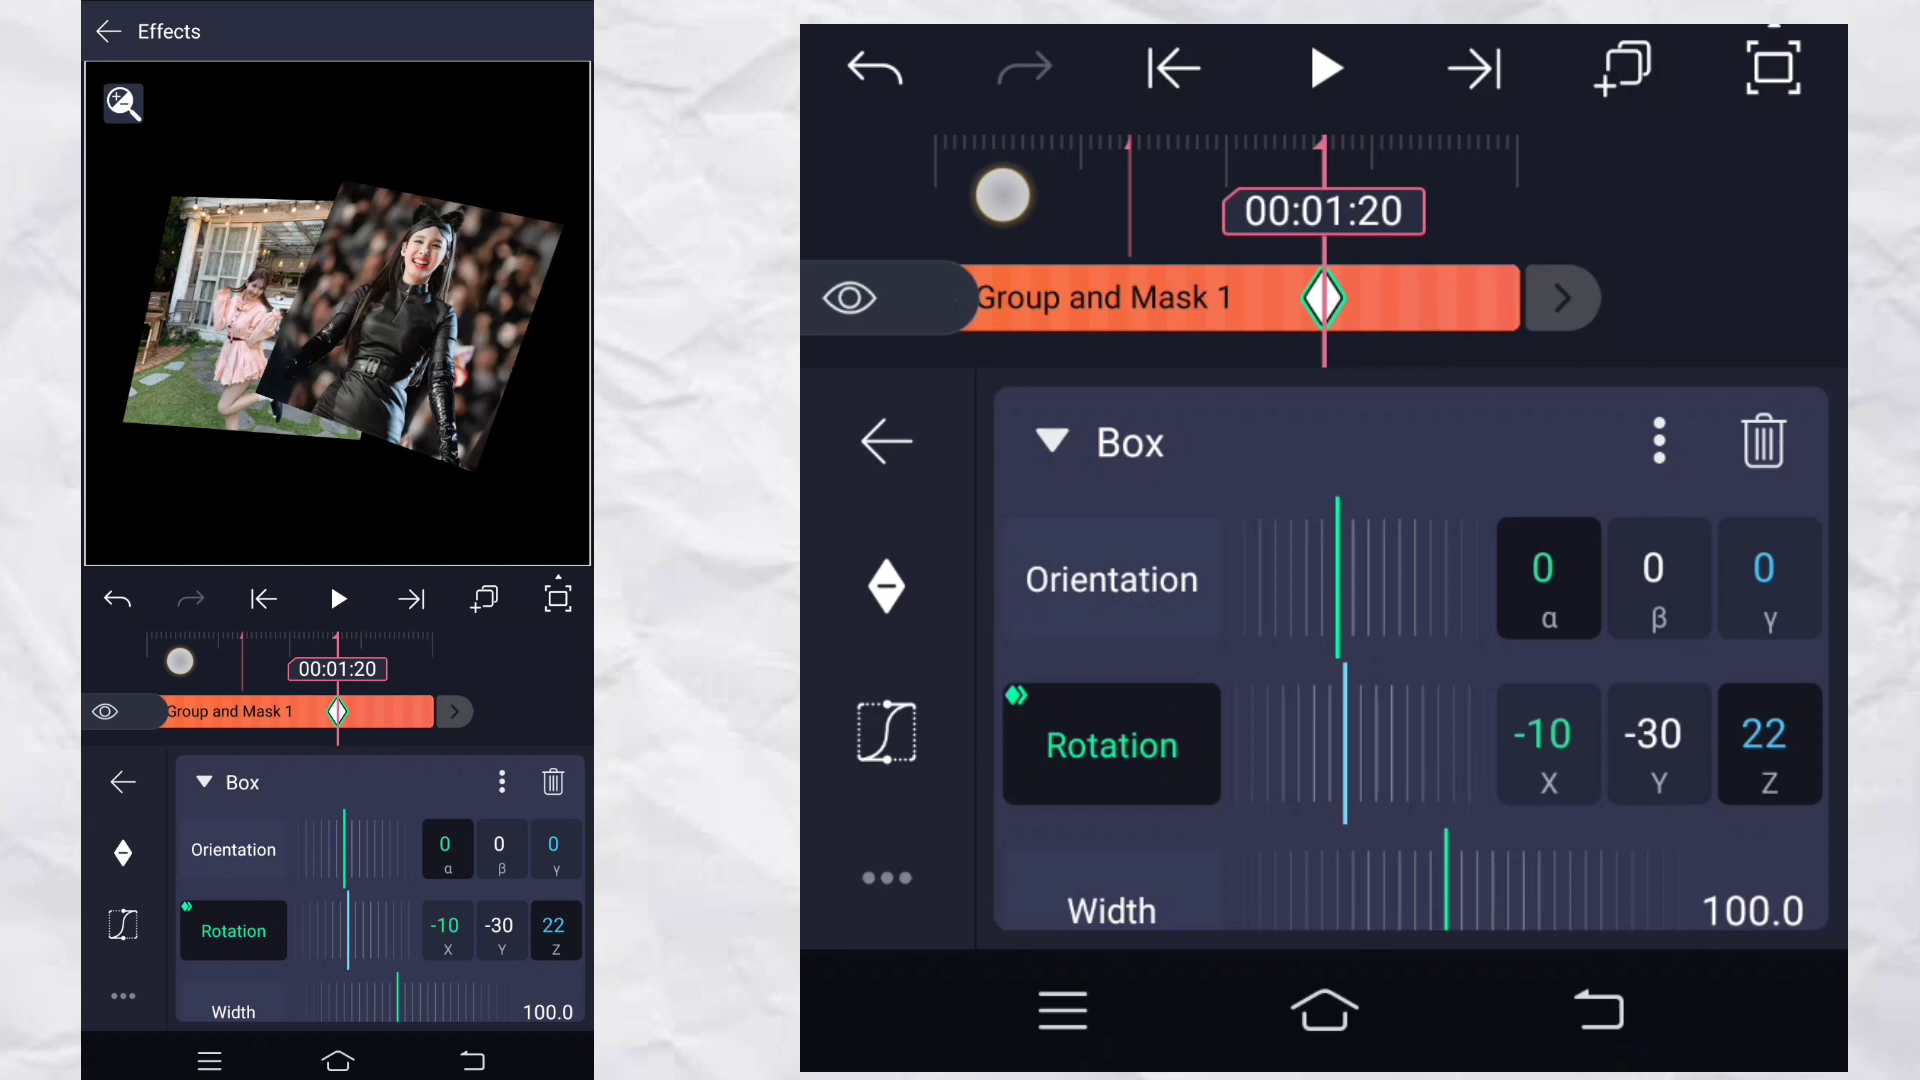 Effects
00:01:20
Group and Mask 1
Box
Orientation
0 0 0
α β γ
Rotation
-10 -30 22
X Y Z
Width 100.0
00:01:20
Group and Mask 1
Box
Orientation
0 0 0
α β γ
Rotation
-10 -30 22
X Y Z
Width 100.0